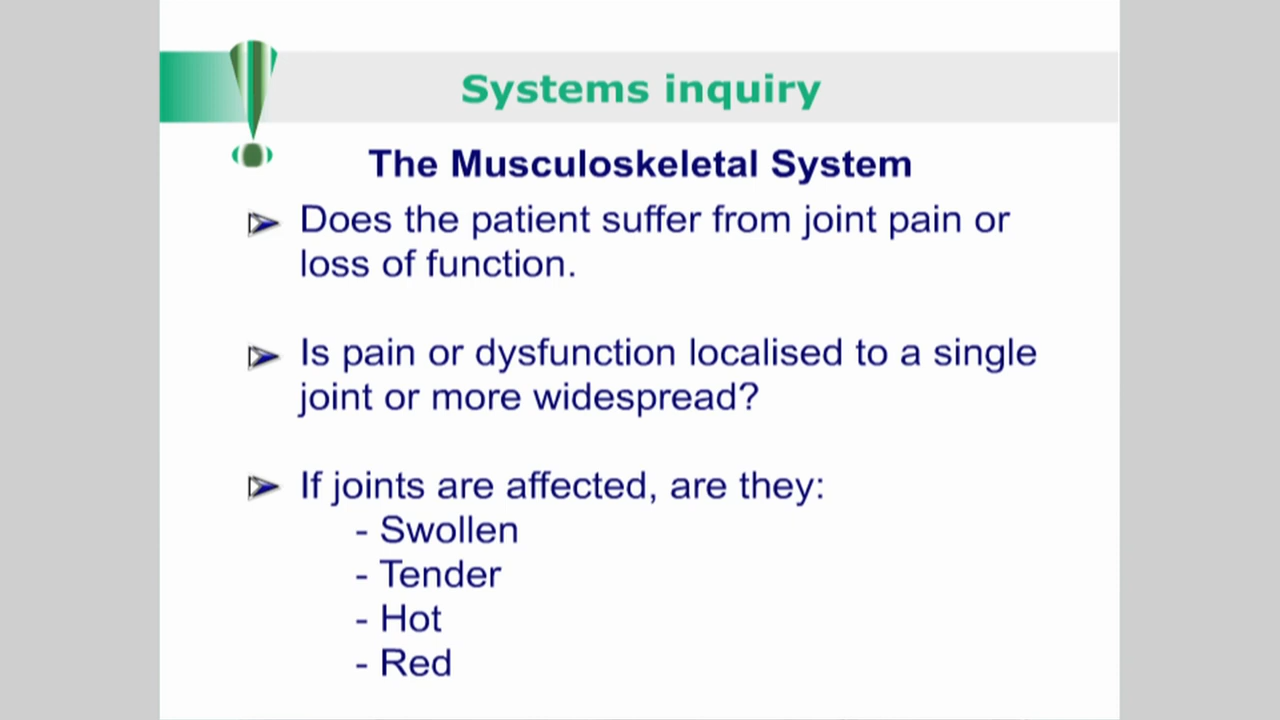 Systems inquiry
The Musculoskeletal System
Does the patient suffer from joint pain or
loss of function.
Is pain or dysfunction localised to a single
joint or more widespread?
If joints are affected, are they:
- Swollen
- Tender
- Hot
- Red